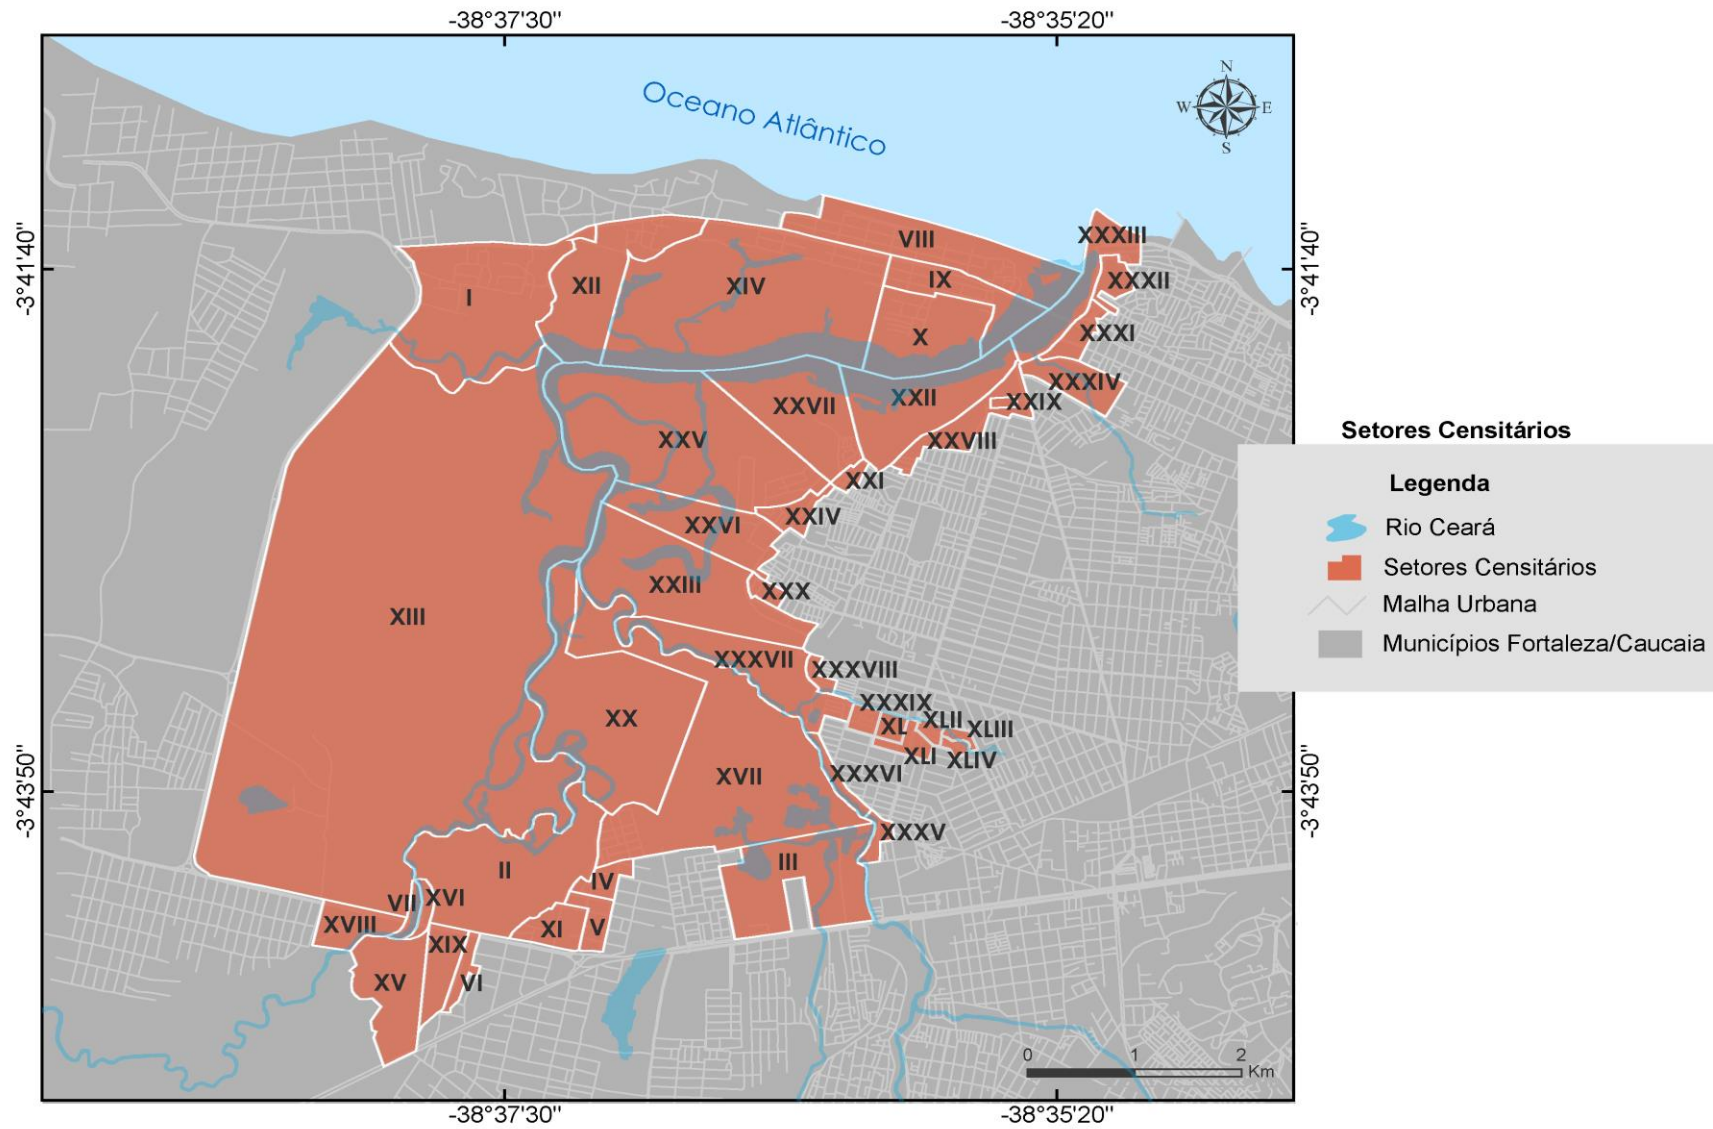 -38°37'30"
-38°35'20"
Oceano Atlântico
N
W
E
S
-3°41'40"
-3°41'40"
VIII
XXXIII
IX
XXXII
XII
XIV
I
X
XXXI
XXXIV
XXII
XXIX
XXVII
XXV
XXVIII
XXI
XXIV
XXVI
XXIII
XXX
XIII
XXXVII
XXXVIII
XXXIX
XX
XL
XLII
XLIII
XLI
XLIV
XVII
XXXVI
XXXV
-3°43'50"
-3°43'50"
II
III
IV
VII
XVI
XVIII
XI
V
XIX
XV
VI
0
1
2
Km
-38°37'30"
-38°35'20"
Setores Censitários
Legenda
Rio Ceará
Setores Censitários
Malha Urbana
Municípios Fortaleza/Caucaia